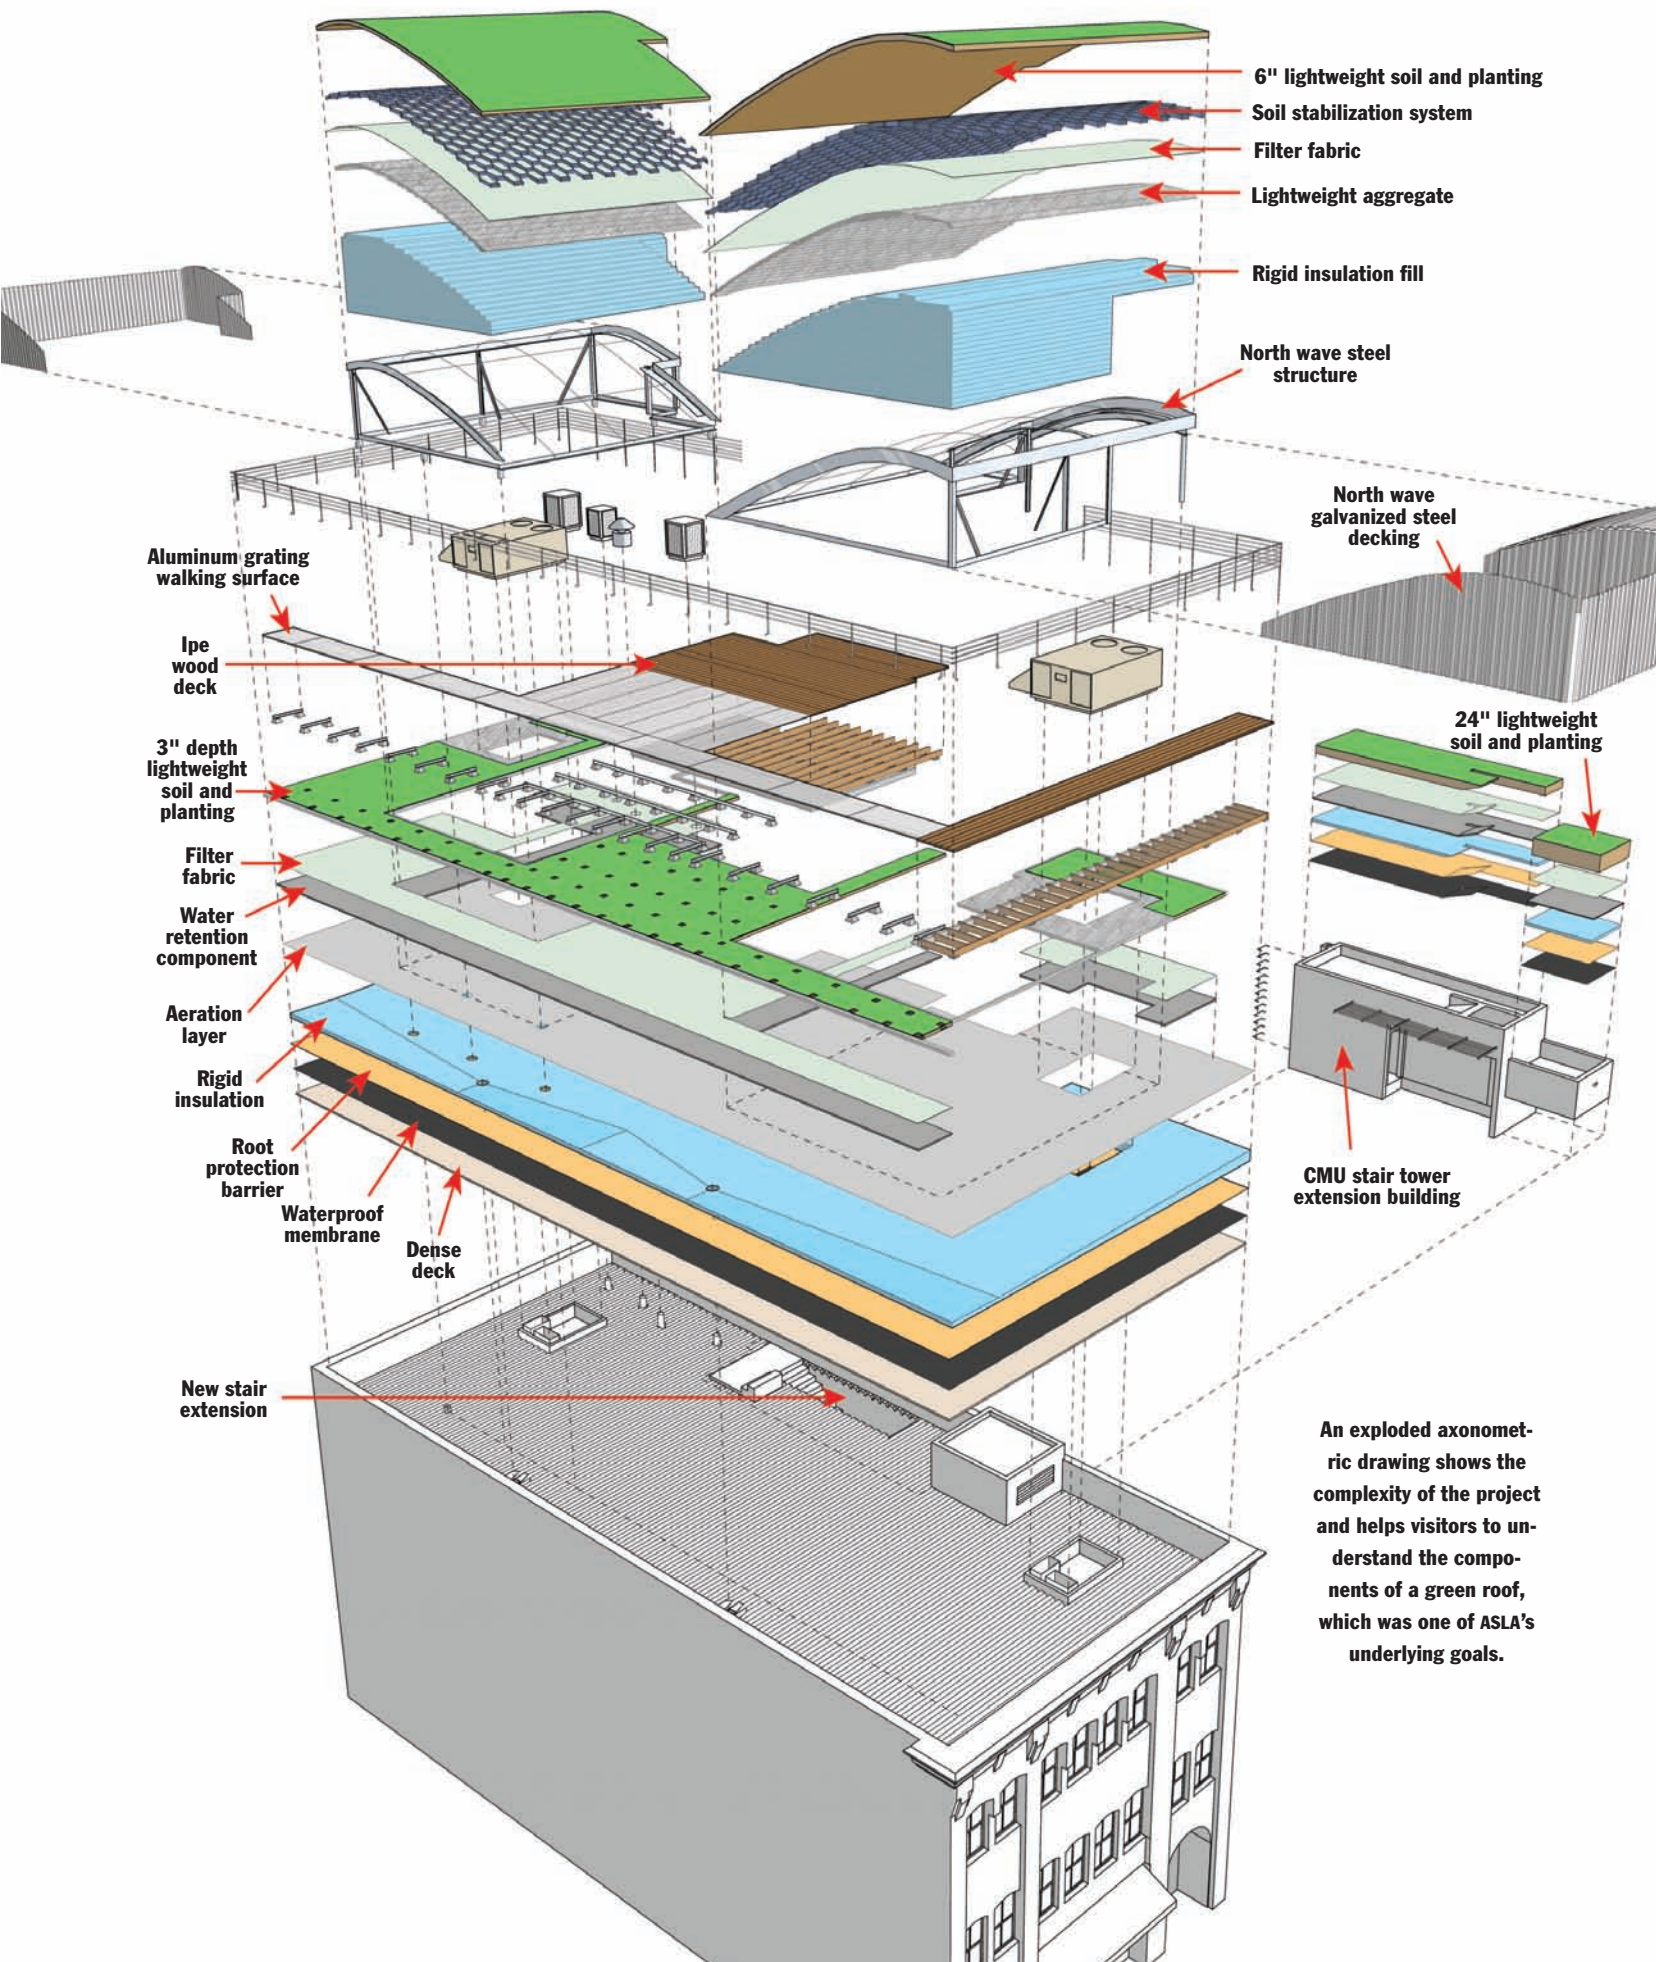 6" lightweight soil and planting
Soil stabilization system
Filter fabric
Lightweight aggregate
Rigid insulation fill
North wave steel
structure
North wave
galvanized steel
decking
Aluminum grating
walking surface
Ipe
wood
deck
24" lightweight
soil and planting
3" depth
lightweight
soil and
planting
Filter
fabric
Water
retention
component
Aeration
layer
Rigid
insulation
Root
protection
barrier
Waterproof
membrane
Dense
deck
CMU stair tower
extension building
New stair
extension
An exploded axonomet-
ric drawing shows the
complexity of the project
and helps visitors to un-
derstand the compo-
nents of a green roof,
which was one of ASLA's
underlying goals.